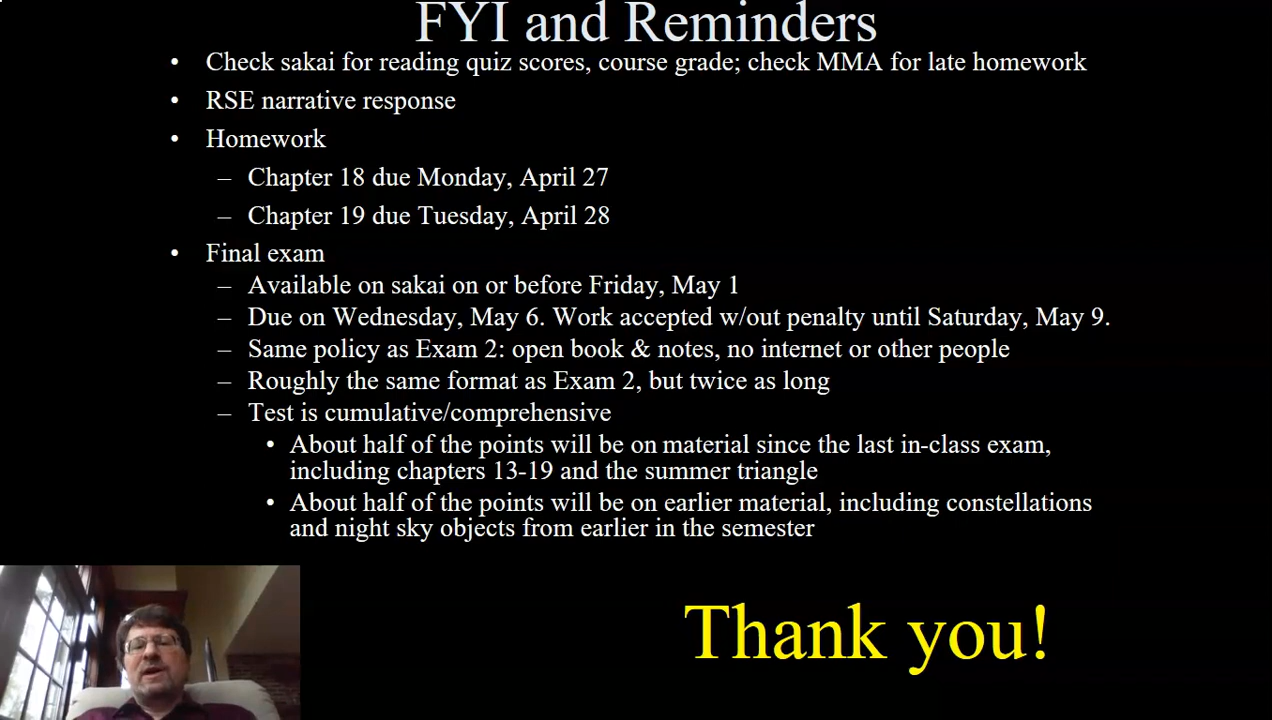 FYI and Reminders
• Check sakai for reading quiz scores, course grade; check MMA for late homework
• RSE narrative response
• Homework
– Chapter 18 due Monday, April 27
– Chapter 19 due Tuesday, April 28
• Final exam
– Available on sakai on or before Friday, May 1
– Due on Wednesday, May 6. Work accepted w/out penalty until Saturday, May 9.
– Same policy as Exam 2: open book & notes, no internet or other people
– Roughly the same format as Exam 2, but twice as long
– Test is cumulative/comprehensive
• About half of the points will be on material since the last in-class exam,
including chapters 13-19 and the summer triangle
• About half of the points will be on earlier material, including constellations
and night sky objects from earlier in the semester
Thank you!